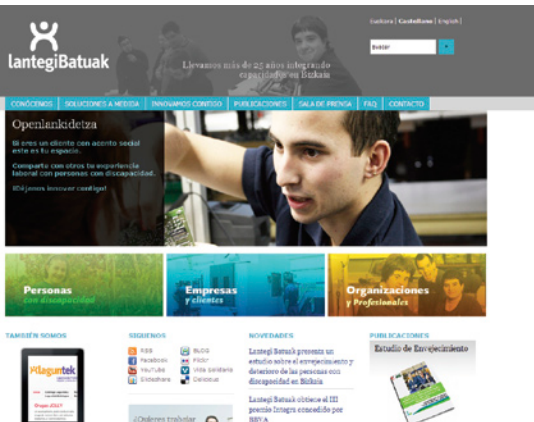 Euskara | Castellano | English |
Buscar
lantegiBatuak
Llevamos más de 25 años integrando
capacidades en Bizkaia
CONÓCENOS SOLUCIONES A MEDIDA INNOVAMOS CONTIGO PUBLICACIONES SALA DE PRENSA FAQ CONTACTO
Openlankidetza
Si eres un cliente con acento social
este es tu espacio.
Comparte con otros tu experiencia
laboral con personas con discapacidad.
¡Déjanos innovar contigo!
Personas
con discapacidad
Empresas
y clientes
Organizaciones
y Profesionales
TAMBIÉN SOMOS
laguntek
SÍGUENOS
RSS BLOG
Facebook Flickr
YouTube Vida Solidaria
Slideshare Delicious
¿Quieres trabajar
NOVEDADES
Lantegi Batuak presenta un
estudio sobre el envejecimiento y
deterioro de las personas con
discapacidad en Bizkaia
Lantegi Batuak obtiene el III
premio Integra concedido por
BBVA
PUBLICACIONES
Estudio de Envejecimiento